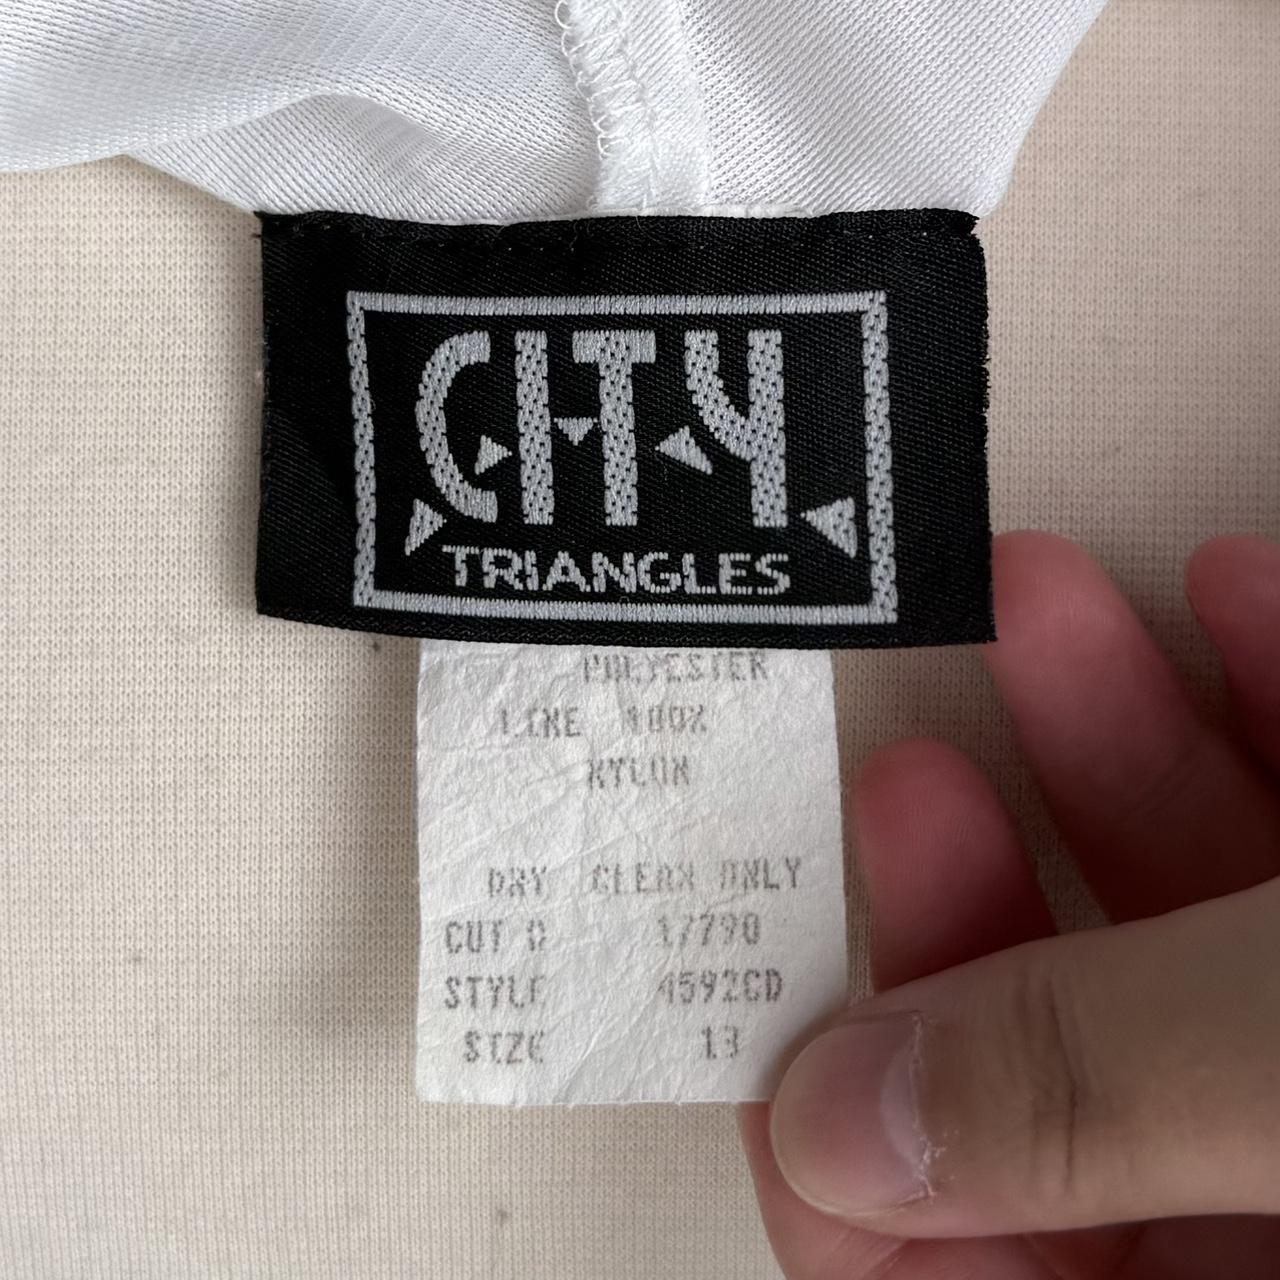 CITY
TRIANGLES
POLYESTER
LINE 100%
NYLON
DRY CLEAN ONLY
CUT # 17790
STYLE 4592CD
SIZE 13